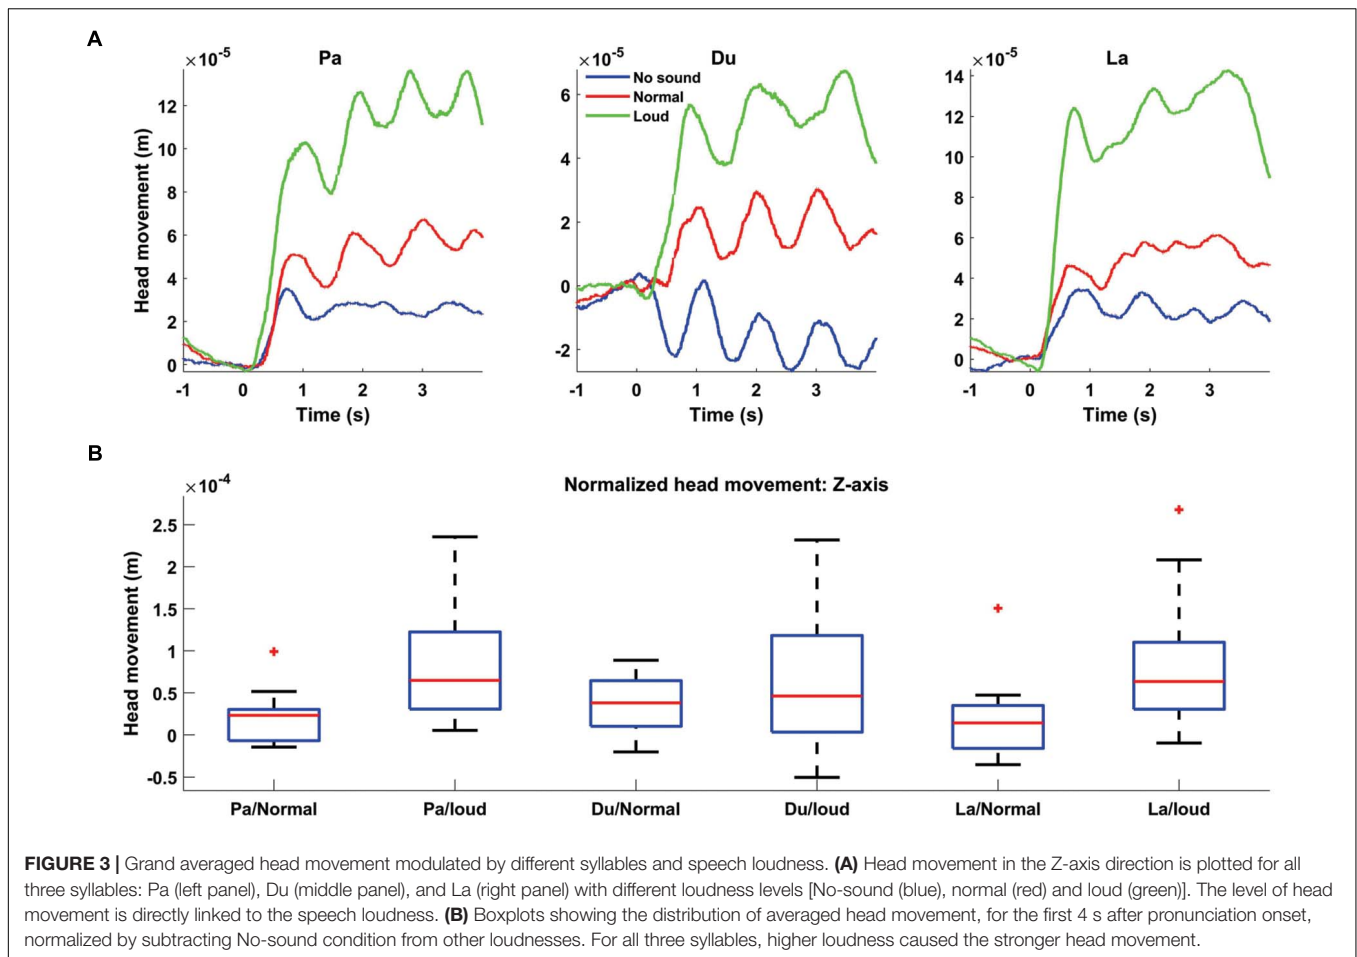 A
×10⁻⁵ Pa
Head movement (m)
12
10
8
6
4
2
0
-1 0 1 2 3
Time (s)
×10⁻⁵ Du
No sound
Normal
Loud
6
4
2
0
-2
-1 0 1 2 3
Time (s)
×10⁻⁵ La
14
10
6
2
0
-1 0 1 2 3
Time (s)
B
×10⁻⁴
Normalized head movement: Z-axis
Head movement (m)
2.5
2
1.5
1
0.5
0
-0.5
Pa/Normal Pa/loud Du/Normal Du/loud La/Normal La/loud
FIGURE 3 | Grand averaged head movement modulated by different syllables and speech loudness. (A) Head movement in the Z-axis direction is plotted for all
three syllables: Pa (left panel), Du (middle panel), and La (right panel) with different loudness levels [No-sound (blue), normal (red) and loud (green)]. The level of head
movement is directly linked to the speech loudness. (B) Boxplots showing the distribution of averaged head movement, for the first 4 s after pronunciation onset,
normalized by subtracting No-sound condition from other loudnesses. For all three syllables, higher loudness caused the stronger head movement.